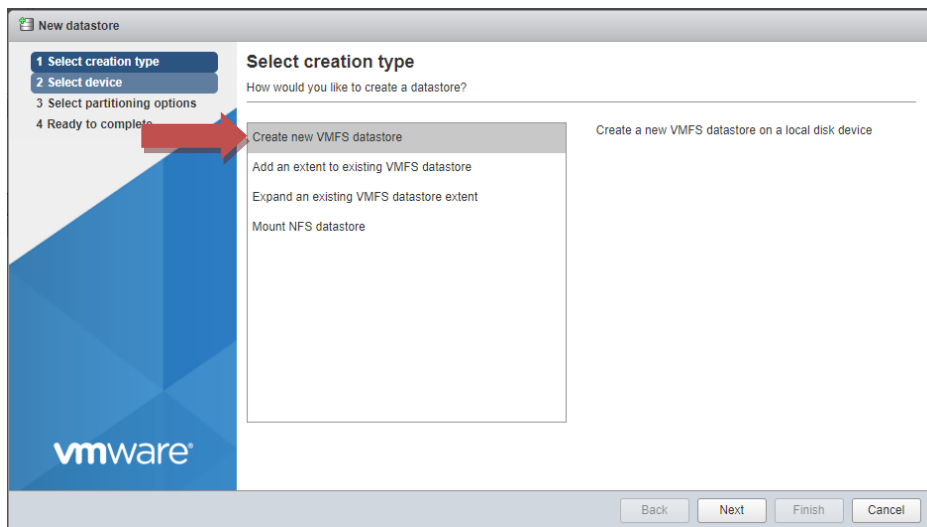 New datastore
1 Select creation type
2 Select device
3 Select partitioning options
4 Ready to complete
Select creation type
How would you like to create a datastore?
Create new VMFS datastore
Add an extent to existing VMFS datastore
Expand an existing VMFS datastore extent
Mount NFS datastore
Create a new VMFS datastore on a local disk device
vmware®
Back
Next
Finish
Cancel